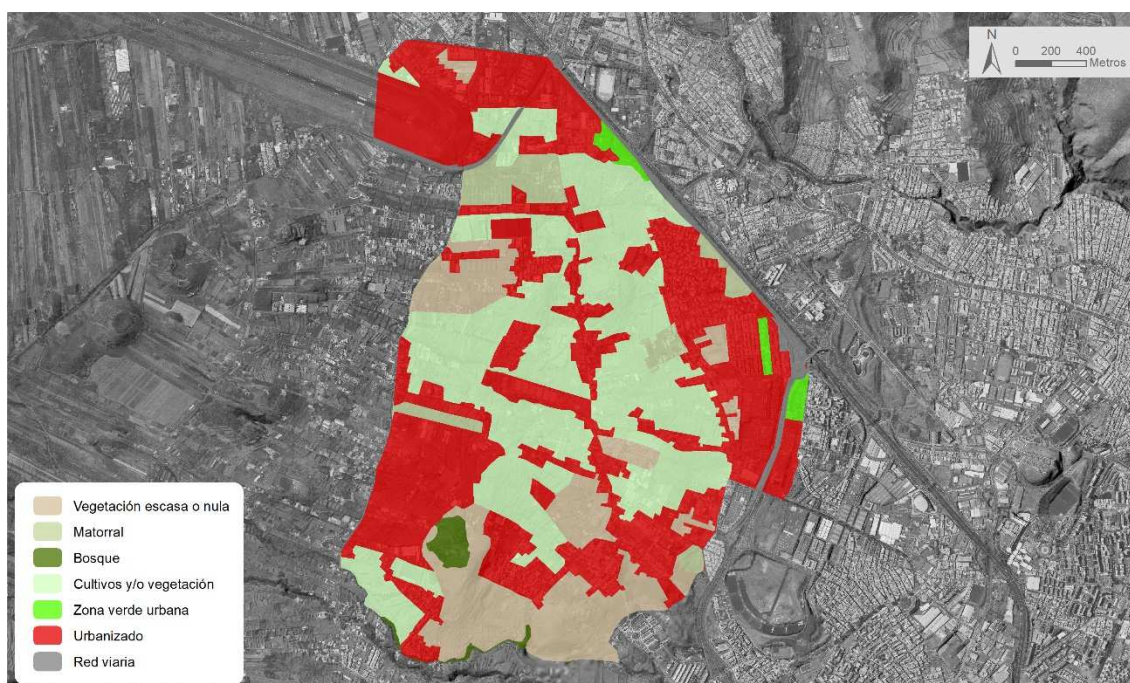 N
0 200 400
Metros
Vegetación escasa o nula
Matorral
Bosque
Cultivos y/o vegetación
Zona verde urbana
Urbanizado
Red viaria